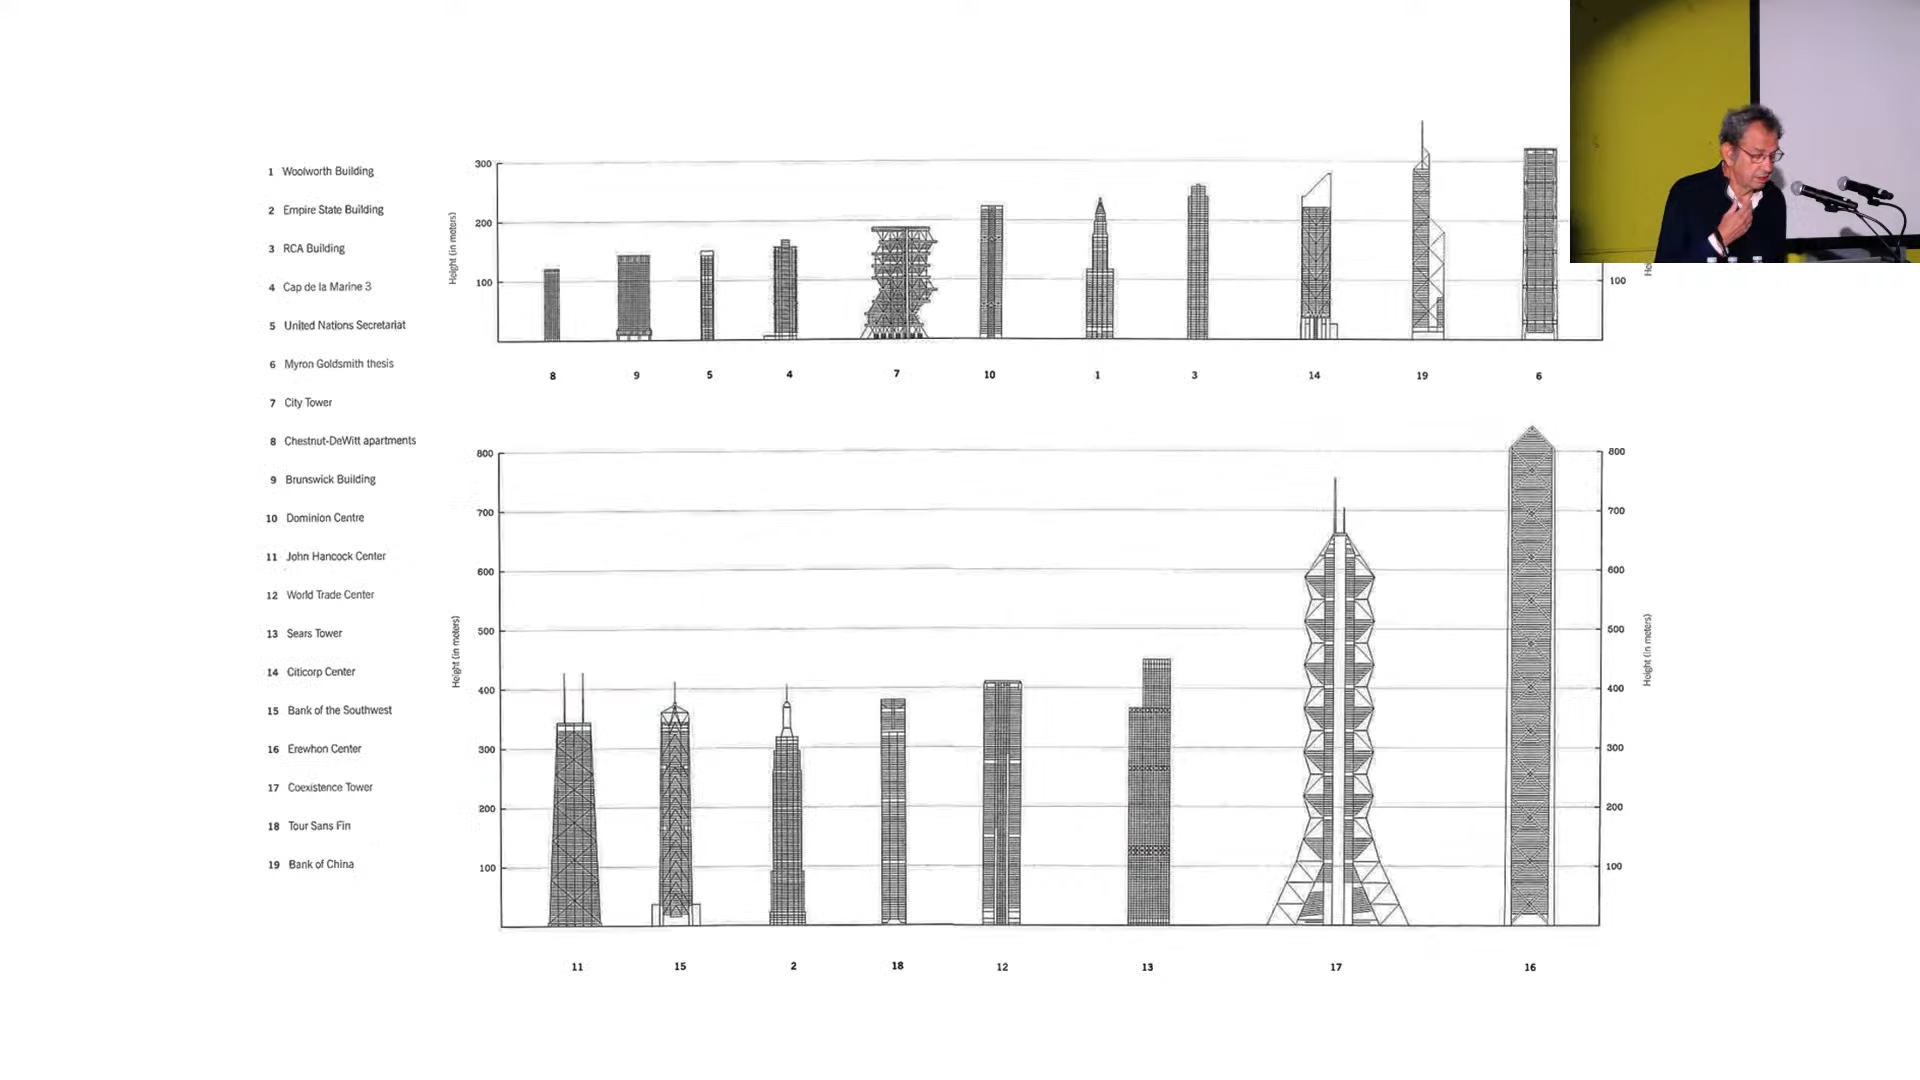 1 Woolworth Building
2 Empire State Building
3 RCA Building
4 Cap de la Marine 3
5 United Nations Secretariat
6 Myron Goldsmith thesis
7 City Tower
8 Chestnut-DeWitt apartments
9 Brunswick Building
10 Dominion Centre
11 John Hancock Center
12 World Trade Center
13 Sears Tower
14 Citicorp Center
15 Bank of the Southwest
16 Erewhon Center
17 Coexistence Tower
18 Tour Sans Fin
19 Bank of China
Height (in meters)
300
200
100
100
8 9 5 4 7 10 1 3 14 19 6
Height (in meters)
800
700
600
500
400
300
200
100
800
700
600
500
400
300
200
100
Height (in meters)
11 15 2 18 12 13 17 16